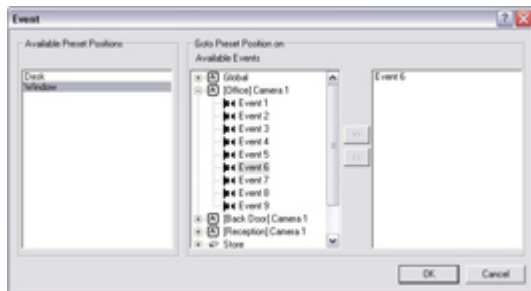 Event
Available Preset Positions
Desk
Window
Goto Preset Position on
Available Events
Global
[Office] Camera 1
Event 1
Event 2
Event 3
Event 4
Event 5
Event 6
Event 7
Event 8
Event 9
[Back Door] Camera 1
[Reception] Camera 1
Store
>>
<<
Event 6
OK
Cancel